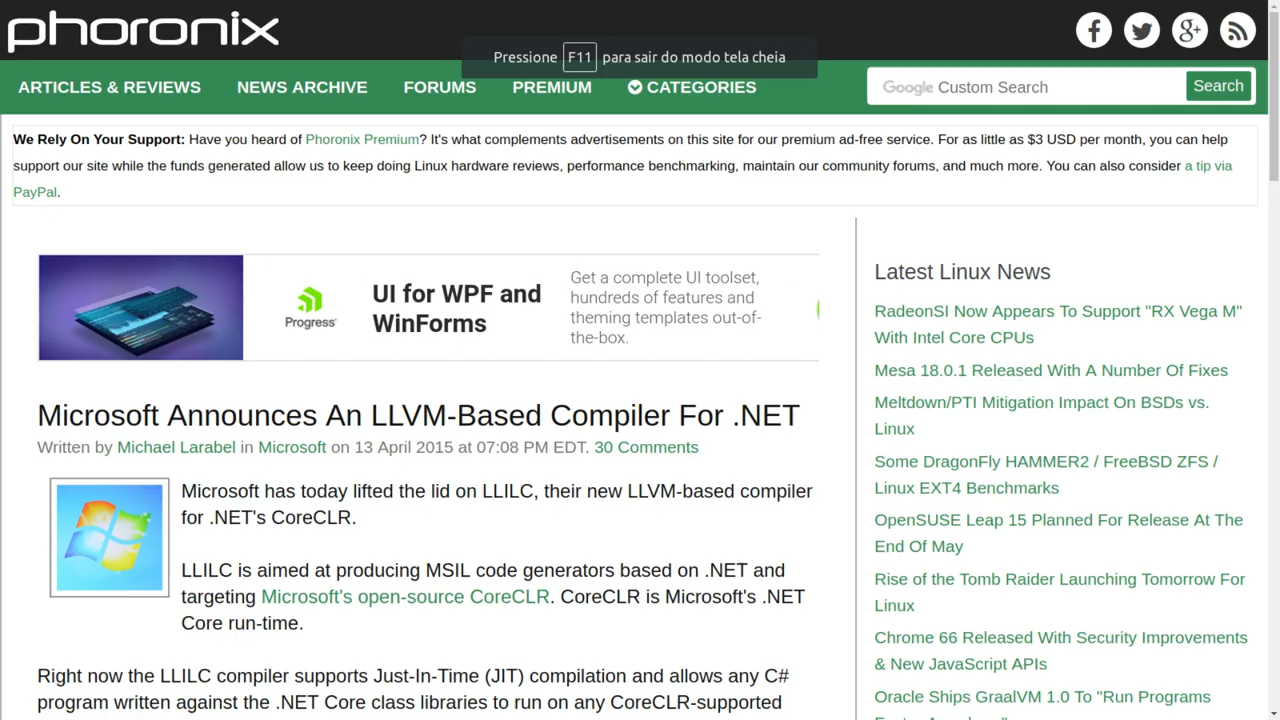 phoronix
Pressione F11 para sair do modo tela cheia
ARTICLES & REVIEWS NEWS ARCHIVE FORUMS PREMIUM CATEGORIES
Google Custom Search Search
We Rely On Your Support: Have you heard of Phoronix Premium? It's what complements advertisements on this site for our premium ad-free service. For as little as $3 USD per month, you can help
support our site while the funds generated allow us to keep doing Linux hardware reviews, performance benchmarking, maintain our community forums, and much more. You can also consider a tip via
PayPal.
Progress
UI for WPF and
WinForms
Get a complete UI toolset,
hundreds of features and
theming templates out-of-
the-box.
Microsoft Announces An LLVM-Based Compiler For .NET
Written by Michael Larabel in Microsoft on 13 April 2015 at 07:08 PM EDT. 30 Comments
Microsoft has today lifted the lid on LLILC, their new LLVM-based compiler
for .NET's CoreCLR.
LLILC is aimed at producing MSIL code generators based on .NET and
targeting Microsoft's open-source CoreCLR. CoreCLR is Microsoft's .NET
Core run-time.
Right now the LLILC compiler supports Just-In-Time (JIT) compilation and allows any C#
program written against the .NET Core class libraries to run on any CoreCLR-supported
Latest Linux News
RadeonSI Now Appears To Support "RX Vega M"
With Intel Core CPUs
Mesa 18.0.1 Released With A Number Of Fixes
Meltdown/PTI Mitigation Impact On BSDs vs.
Linux
Some DragonFly HAMMER2 / FreeBSD ZFS /
Linux EXT4 Benchmarks
OpenSUSE Leap 15 Planned For Release At The
End Of May
Rise of the Tomb Raider Launching Tomorrow For
Linux
Chrome 66 Released With Security Improvements
& New JavaScript APIs
Oracle Ships GraalVM 1.0 To "Run Programs